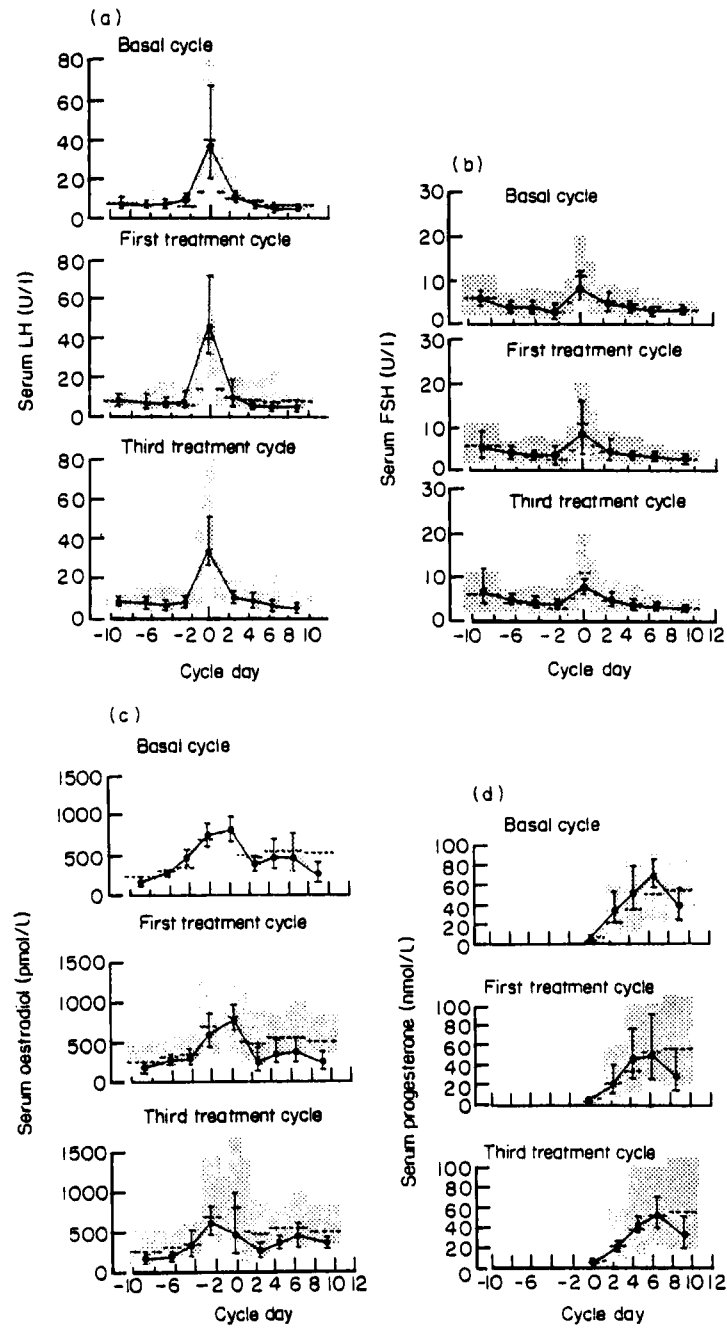 (a)
Basal cycle
80
60
40
20
0
First treatment cycle
80
60
40
20
0
Third treatment cycle
80
60
40
20
0
-10 -6 -2 0 2 4 6 8 10
Cycle day
Serum LH (U/l)
(b)
Basal cycle
30
20
10
0
First treatment cycle
30
20
10
0
Third treatment cycle
30
20
10
0
-10 -6 -2 0 2 4 6 8 10 12
Cycle day
Serum FSH (U/l)
(c)
Basal cycle
1500
1000
500
0
First treatment cycle
1500
1000
500
0
Third treatment cycle
1500
1000
500
0
-10 -6 -2 0 2 4 6 8 10 12
Cycle day
Serum oestradiol (pmol/L)
(d)
Basal cycle
100
80
60
40
20
0
First treatment cycle
100
80
60
40
20
0
Third treatment cycle
100
80
60
40
20
0
-10 -6 -2 0 2 4 6 8 10 12
Cycle day
Serum progesterone (nmol/L)